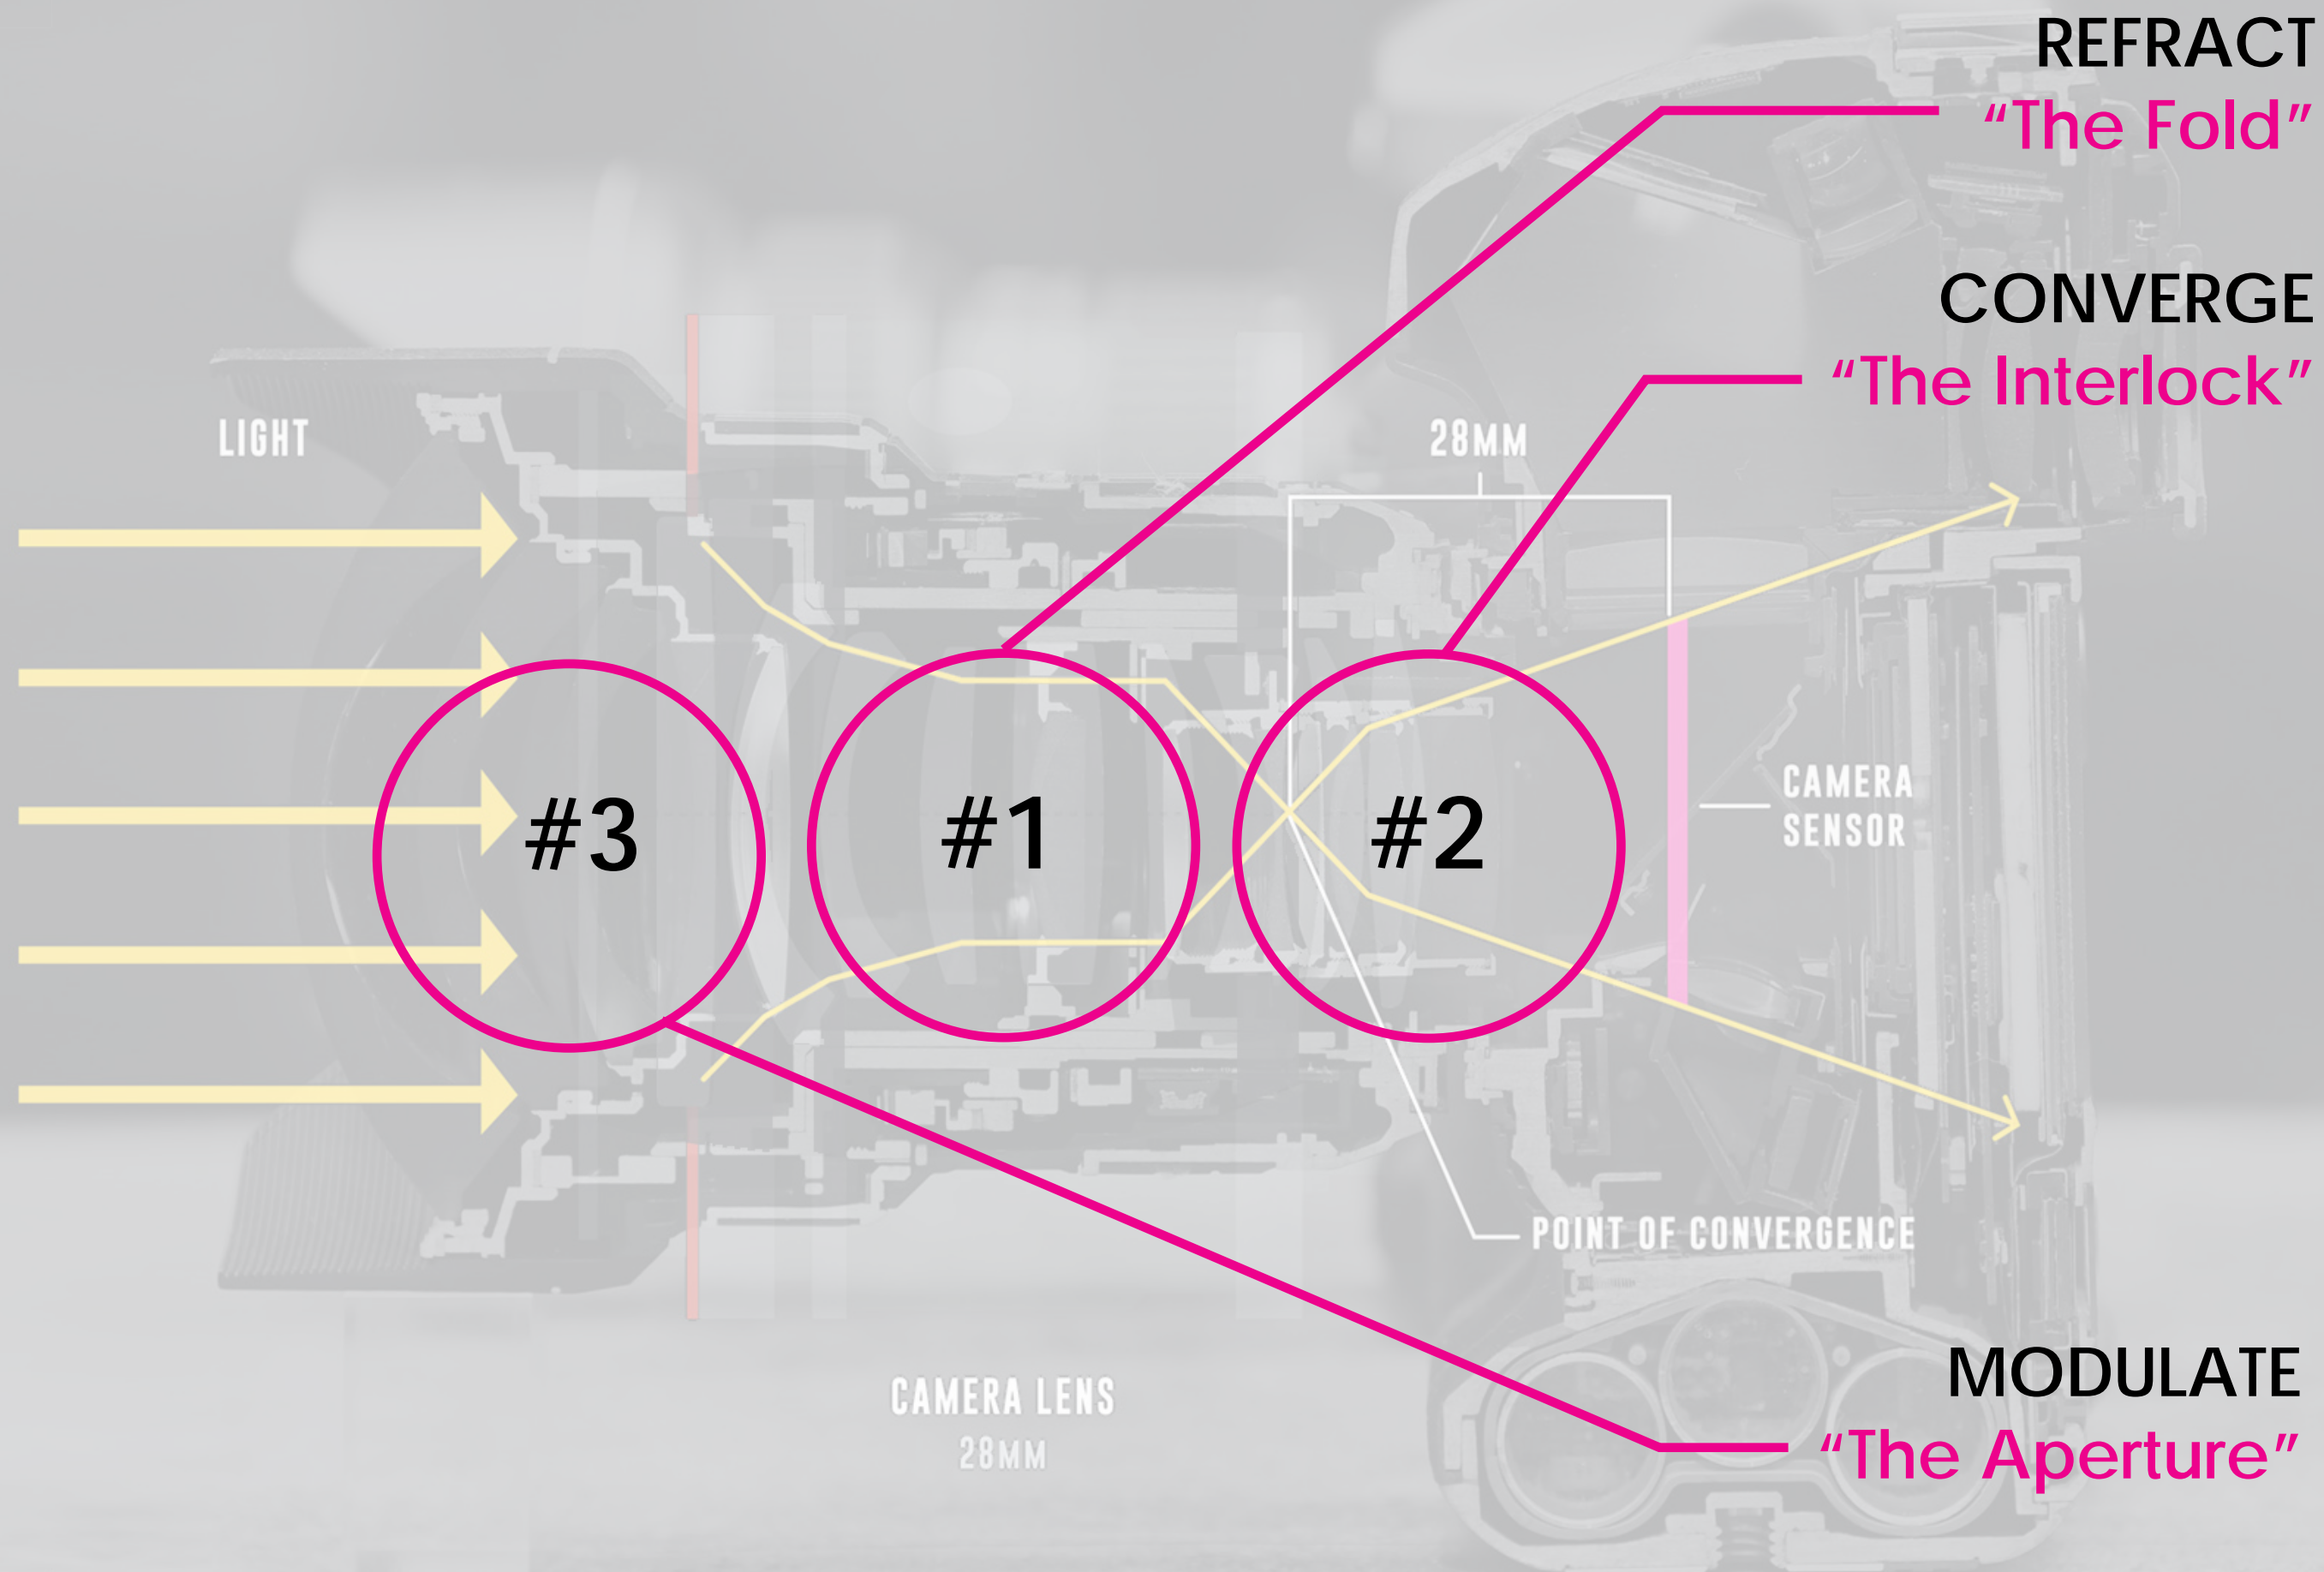 REFRACT
“The Fold”
CONVERGE
“The Interlock”
LIGHT
28MM
#3
#1
#2
CAMERA
SENSOR
POINT OF CONVERGENCE
MODULATE
“The Aperture”
CAMERA LENS
28MM